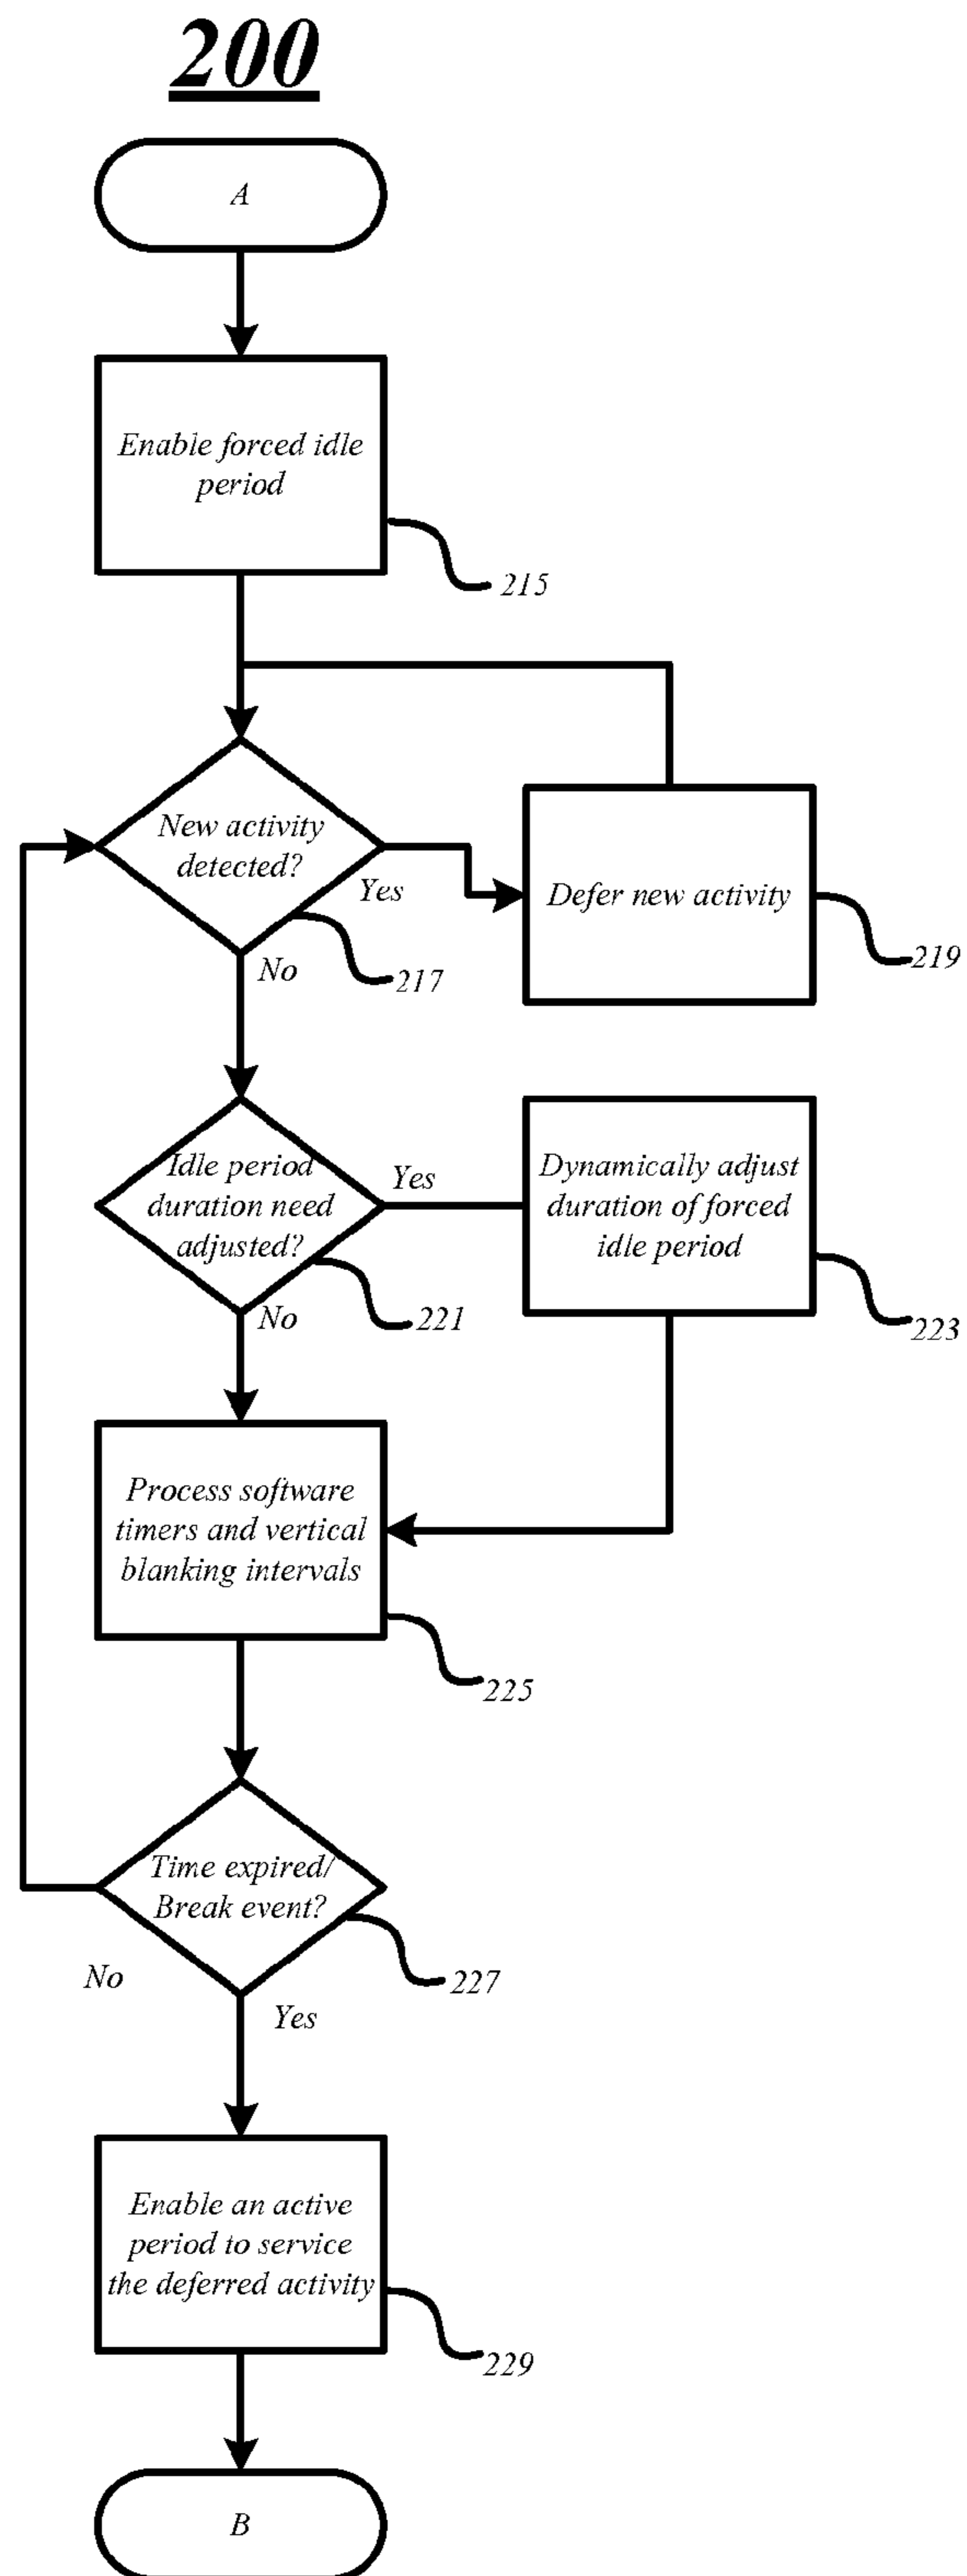 200
A
Enable forced idle
period
215
New activity
detected?
Yes
Defer new activity
219
No
217
Idle period
duration need
adjusted?
Yes
Dynamically adjust
duration of forced
idle period
No
221
223
Process software
timers and vertical
blanking intervals
225
Time expired/
Break event?
No
227
Yes
Enable an active
period to service
the deferred activity
229
B